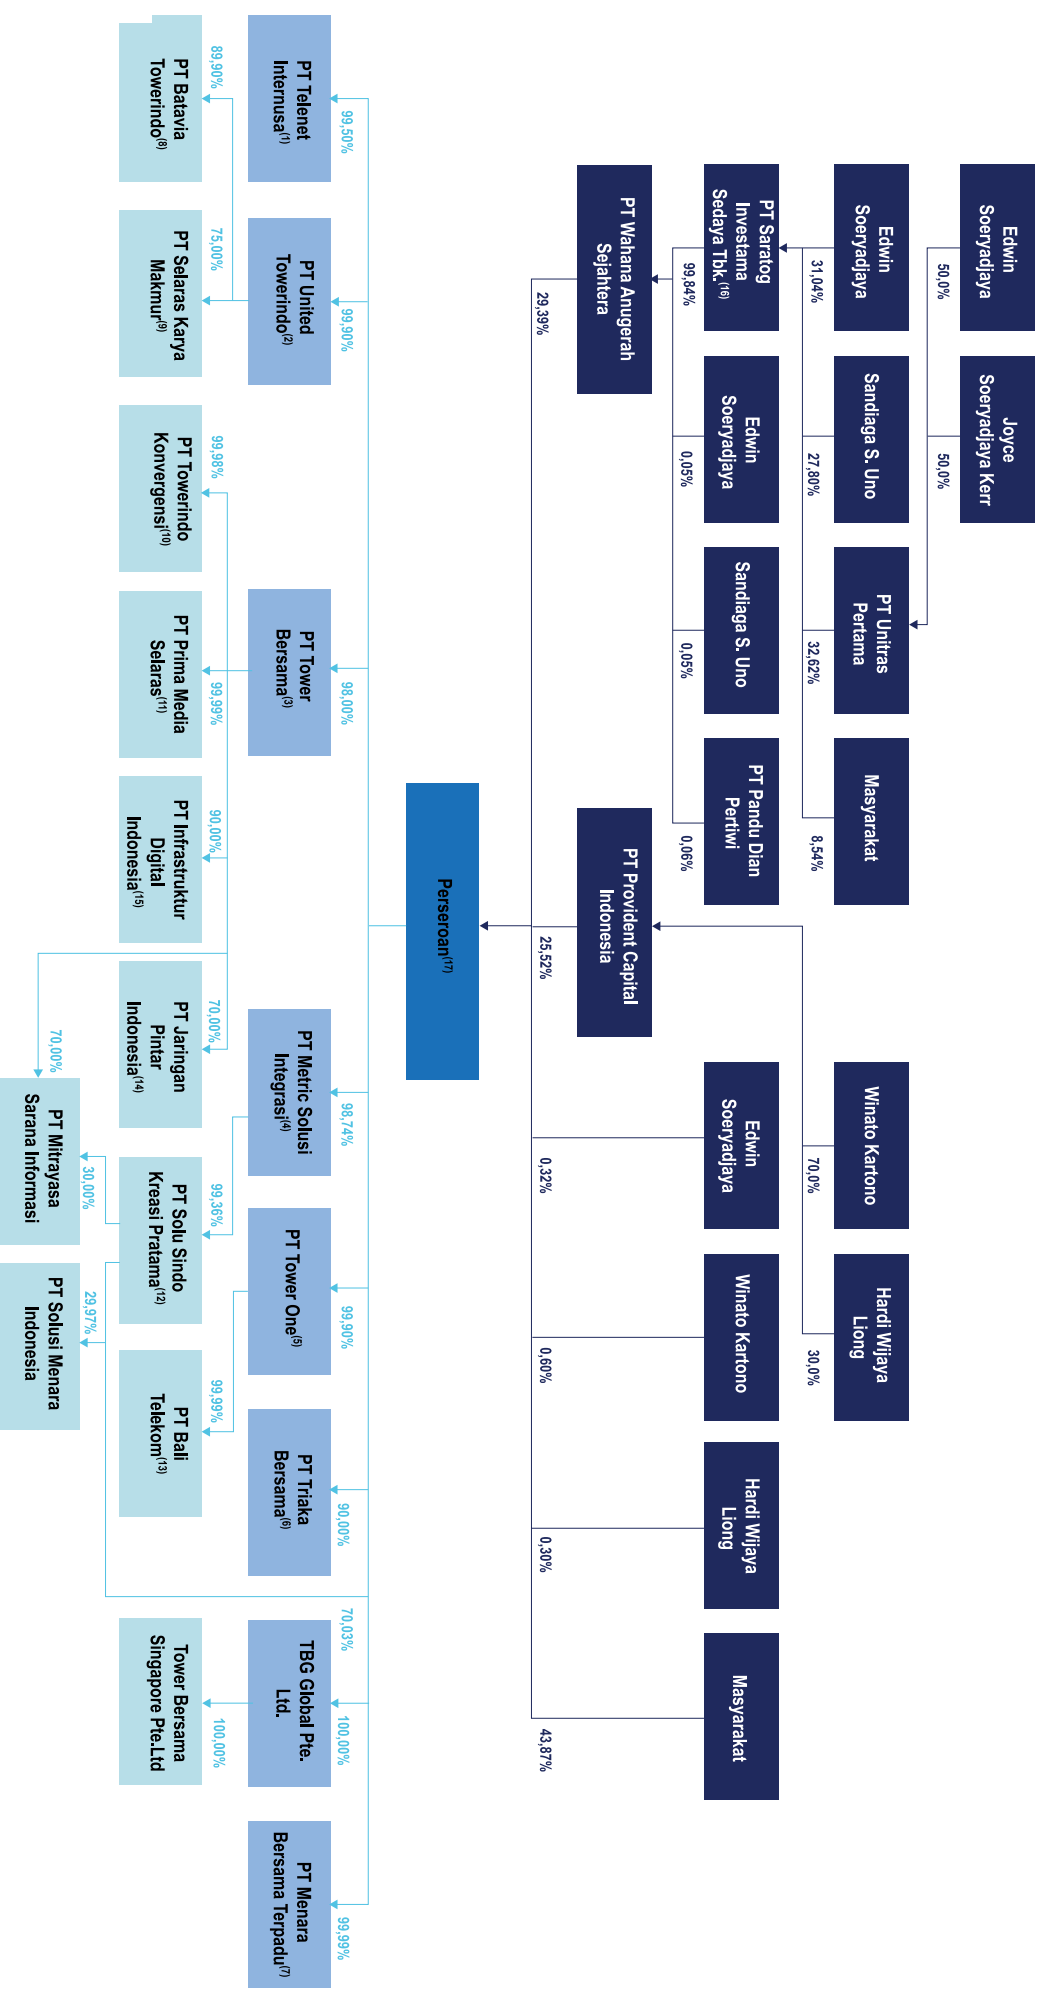 Edwin
Soeryadjaya
Joyce
Soeryadjaya Kerr
50,0%
50,0%
Edwin
Soeryadjaya
Sandiaga S. Uno
PT Unitras
Pertama
Masyarakat
Winato Kartono
Hardi Wijaya
Liong
31,04%
27,80%
32,62%
8,54%
70,0%
30,0%
PT Saratog
Investama
Sedaya Tbk.(16)
Edwin
Soeryadjaya
Sandiaga S. Uno
PT Pandu Dian
Pertiwi
Edwin
Soeryadjaya
Winato Kartono
Hardi Wijaya
Liong
Masyarakat
99,84%
0,05%
0,05%
0,06%
PT Wahana Anugerah
Sejahtera
PT Provident Capital
Indonesia
29,39%
25,52%
0,32%
0,60%
0,30%
43,87%
Perseroan(17)
99,50%
99,90%
98,00%
98,74%
99,90%
90,00%
70,03%
100,00%
99,99%
PT Telenet
Internusa(1)
PT United
Towerindo(2)
PT Tower
Bersama(3)
PT Metric Solusi
Integrasi(4)
PT Tower One(5)
PT Triaka
Bersama(6)
TBG Global Pte.
Ltd.
PT Menara
Bersama Terpadu(7)
89,90%
75,00%
99,98%
99,99%
90,00%
70,00%
99,36%
99,99%
100,00%
PT Batavia
Towerindo(8)
PT Selaras Karya
Makmur(9)
PT Towerindo
Konvergensi(10)
PT Prima Media
Selaras(11)
PT Infrastruktur
Digital
Indonesia(15)
PT Jaringan
Pintar
Indonesia(14)
PT Solu Sindo
Kreasi Pratama(12)
PT Bali
Telekom(13)
Tower Bersama
Singapore Pte.Ltd
70,00%
30,00%
29,97%
PT Mitrayasa
Sarana Informasi
PT Solusi Menara
Indonesia